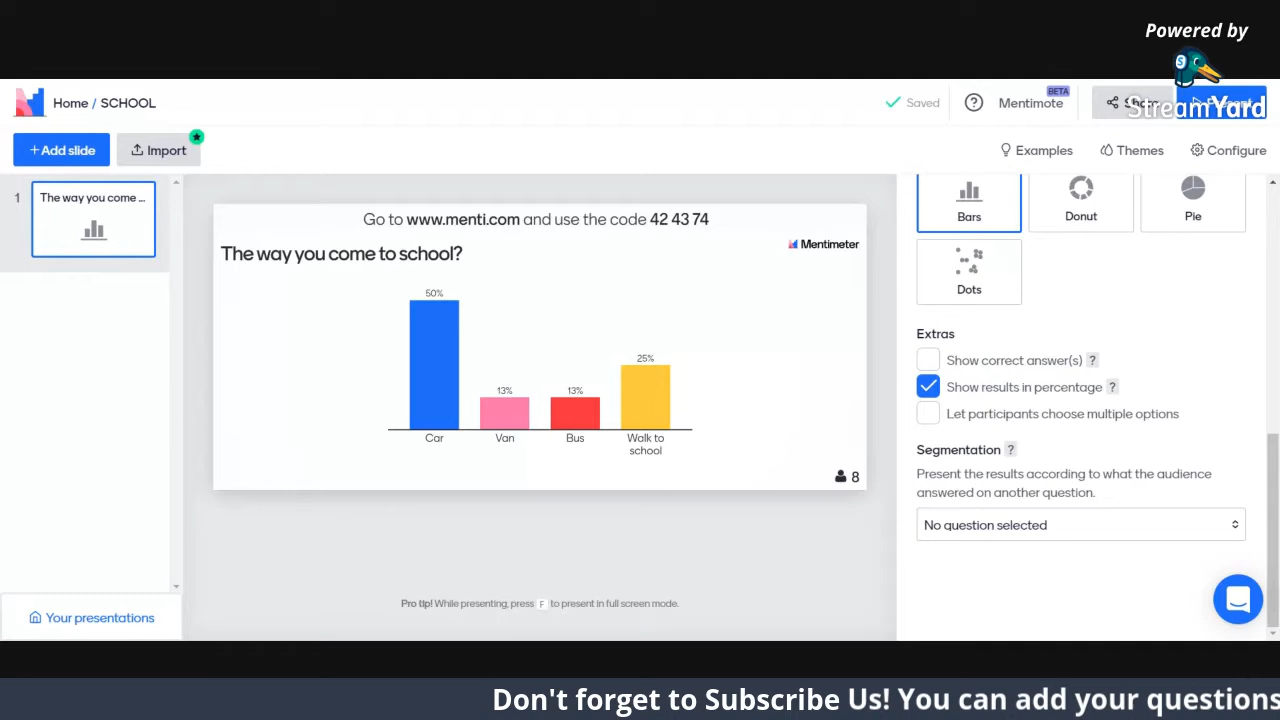 Powered by
StreamYard
Home / SCHOOL
Saved
Mentimote
BETA
+ Add slide
Import
Examples
Themes
Configure
1
The way you come ...
Go to www.menti.com and use the code 42 43 74
The way you come to school?
Mentimeter
50%
13%
13%
25%
Car
Van
Bus
Walk to
school
8
Pro tip! While presenting, press F to present in full screen mode.
Your presentations
Bars
Donut
Pie
Dots
Extras
Show correct answer(s) ?
Show results in percentage ?
Let participants choose multiple options
Segmentation ?
Present the results according to what the audience
answered on another question.
No question selected
Don't forget to Subscribe Us! You can add your questions